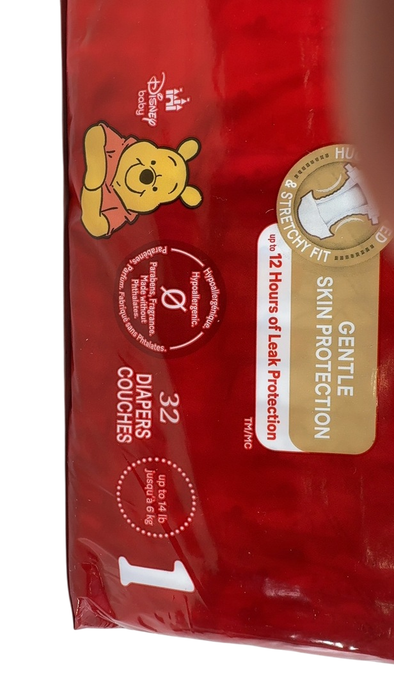 Disney
baby
HU
ED
& STRETCHY FIT
GENTLE
SKIN PROTECTION
up to 12 Hours of Leak Protection
TM/MC
Hypoallergénique.
Hypoallergenic.
Parabens, Fragrance.
Made without
Phthalates.
Parabènes, Parfum. Fabriqué sans Phtalates.
32
DIAPERS
COUCHES
up to 14 lb
jusqu'à 6 kg
1